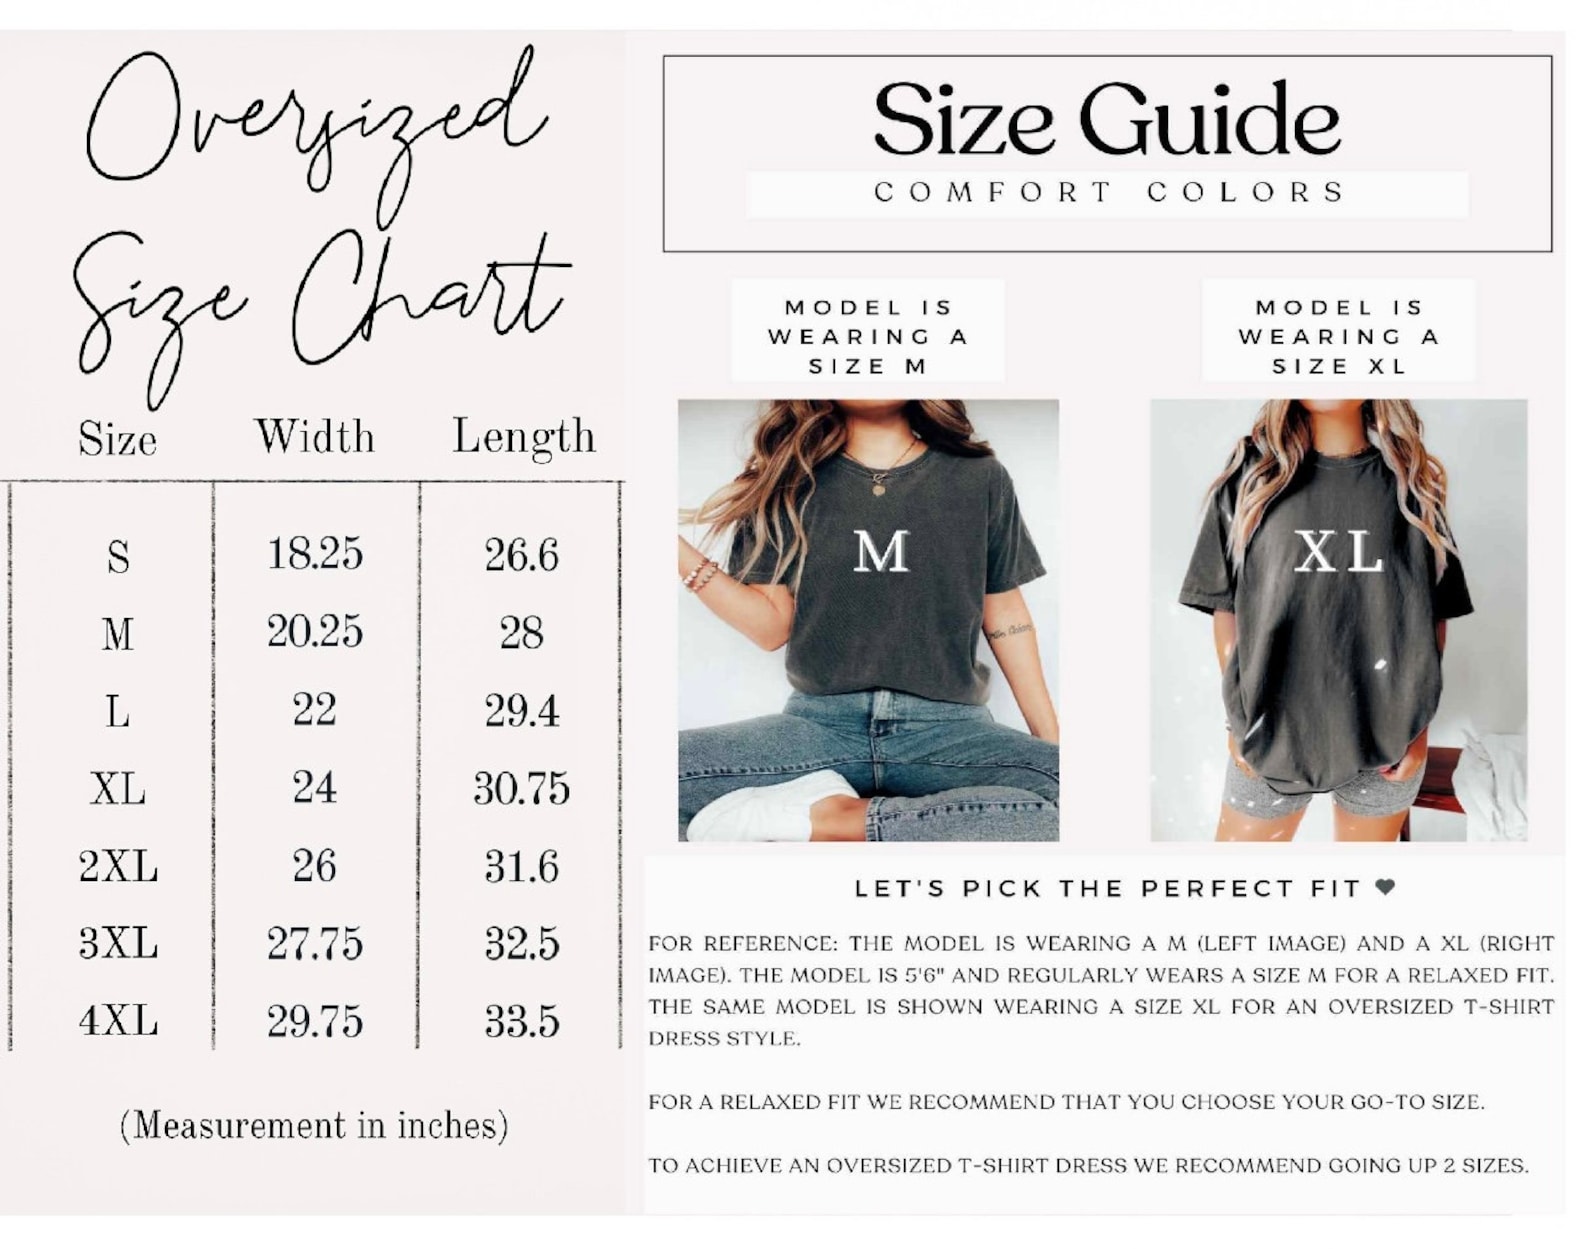 Oversized
Size Chart
Size Width Length
S 18.25 26.6
M 20.25 28
L 22 29.4
XL 24 30.75
2XL 26 31.6
3XL 27.75 32.5
4XL 29.75 33.5
(Measurement in inches)
Size Guide
COMFORT COLORS
MODEL IS
WEARING A
SIZE M
M
MODEL IS
WEARING A
SIZE XL
XL
LET'S PICK THE PERFECT FIT
FOR REFERENCE: THE MODEL IS WEARING A M (LEFT IMAGE) AND A XL (RIGHT
IMAGE). THE MODEL IS 5'6" AND REGULARLY WEARS A SIZE M FOR A RELAXED FIT.
THE SAME MODEL IS SHOWN WEARING A SIZE XL FOR AN OVERSIZED T-SHIRT
DRESS STYLE.
FOR A RELAXED FIT WE RECOMMEND THAT YOU CHOOSE YOUR GO-TO SIZE.
TO ACHIEVE AN OVERSIZED T-SHIRT DRESS WE RECOMMEND GOING UP 2 SIZES.